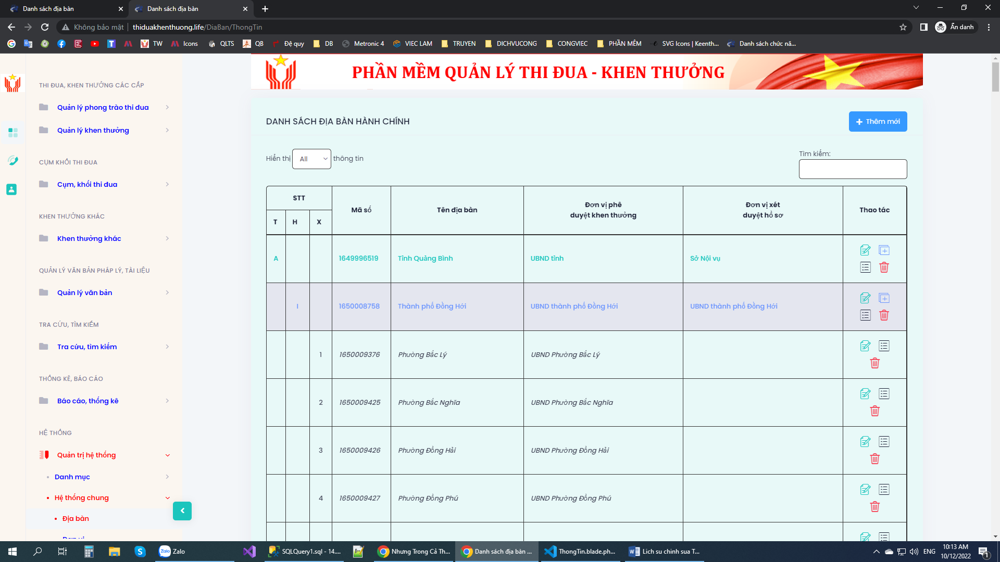 Danh sách địa bàn
Danh sách địa bàn
Không bảo mật
thiduakhenthuong.life/DiaBan/ThongTin
Ẩn danh
TW
Icons
QLTS
QB
Đệ quy
DB
Metronic 4
VIEC LAM
TRUYEN
DICHVUCONG
CONGVIEC
PHẦN MỀM
SVG Icons | Keenth...
Danh sách chức nă...
THI ĐUA, KHEN THƯỞNG CÁC CẤP
Quản lý phong trào thi đua
Quản lý khen thưởng
CỤM KHỐI THI ĐUA
Cụm, khối thi đua
KHEN THƯỞNG KHÁC
Khen thưởng khác
QUẢN LÝ VĂN BẢN PHÁP LÝ, TÀI LIỆU
Quản lý văn bản
TRA CỨU, TÌM KIẾM
Tra cứu, tìm kiếm
THỐNG KÊ, BÁO CÁO
Báo cáo, thống kê
HỆ THỐNG
Quản trị hệ thống
Danh mục
Hệ thống chung
Địa bàn
Đơn vị
PHẦN MỀM QUẢN LÝ THI ĐUA - KHEN THƯỞNG
DANH SÁCH ĐỊA BÀN HÀNH CHÍNH
Thêm mới
Hiển thị All thông tin
Tìm kiếm:
STT
T H X
Mã số
Tên địa bàn
Đơn vị phê
duyệt khen thưởng
Đơn vị xét
duyệt hồ sơ
Thao tác
A 1649996519 Tỉnh Quảng Bình UBND tỉnh Sở Nội vụ
I 1650008758 Thành phố Đồng Hới UBND thành phố Đồng Hới UBND thành phố Đồng Hới
1 1650009376 Phường Bắc Lý UBND Phường Bắc Lý
2 1650009425 Phường Bắc Nghĩa UBND Phường Bắc Nghĩa
3 1650009426 Phường Đồng Hải UBND Phường Đồng Hải
4 1650009427 Phường Đồng Phú UBND Phường Đồng Phú
Zalo
Zalo
SQLQuery1.sql - 14....
Nhưng Trong Cả Th...
Danh sách địa bàn ...
ThongTin.blade.ph...
Lich su chinh sua T...
ENG
10:13 AM
10/12/2022
1